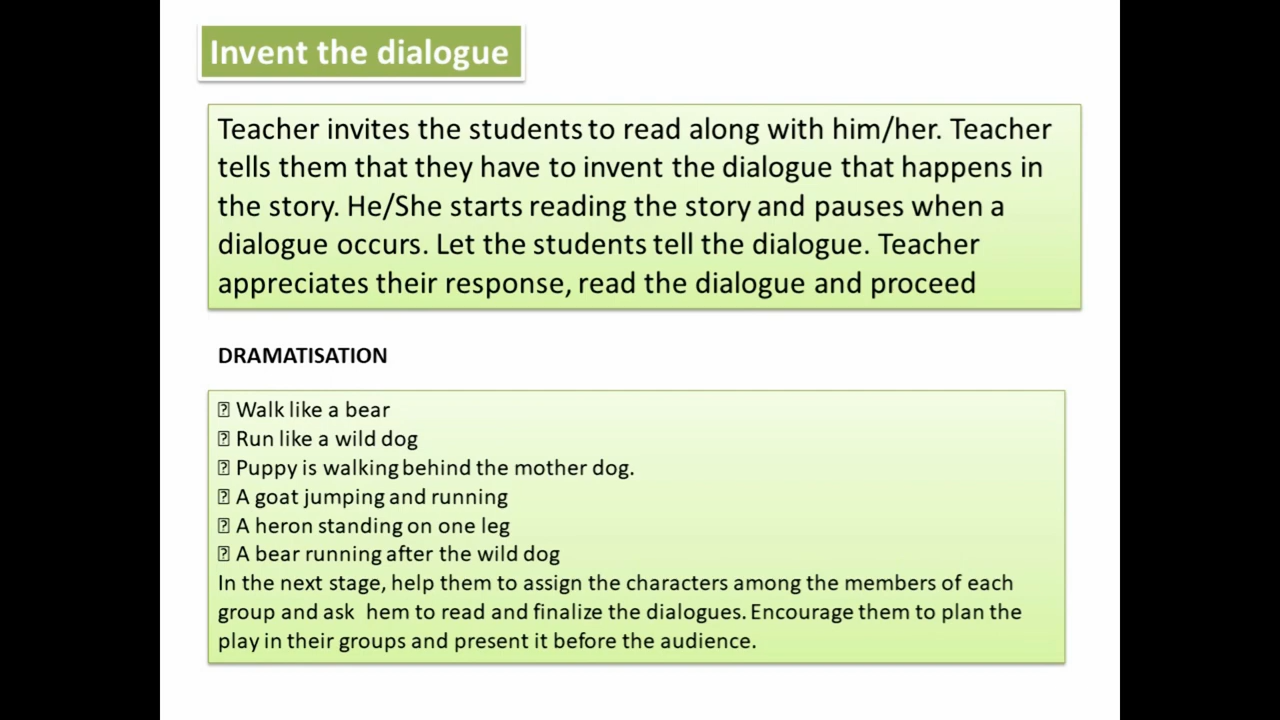 Invent the dialogue
Teacher invites the students to read along with him/her. Teacher
tells them that they have to invent the dialogue that happens in
the story. He/She starts reading the story and pauses when a
dialogue occurs. Let the students tell the dialogue. Teacher
appreciates their response, read the dialogue and proceed
DRAMATISATION
⍰ Walk like a bear
⍰ Run like a wild dog
⍰ Puppy is walking behind the mother dog.
⍰ A goat jumping and running
⍰ A heron standing on one leg
⍰ A bear running after the wild dog
In the next stage, help them to assign the characters among the members of each
group and ask  hem to read and finalize the dialogues. Encourage them to plan the
play in their groups and present it before the audience.